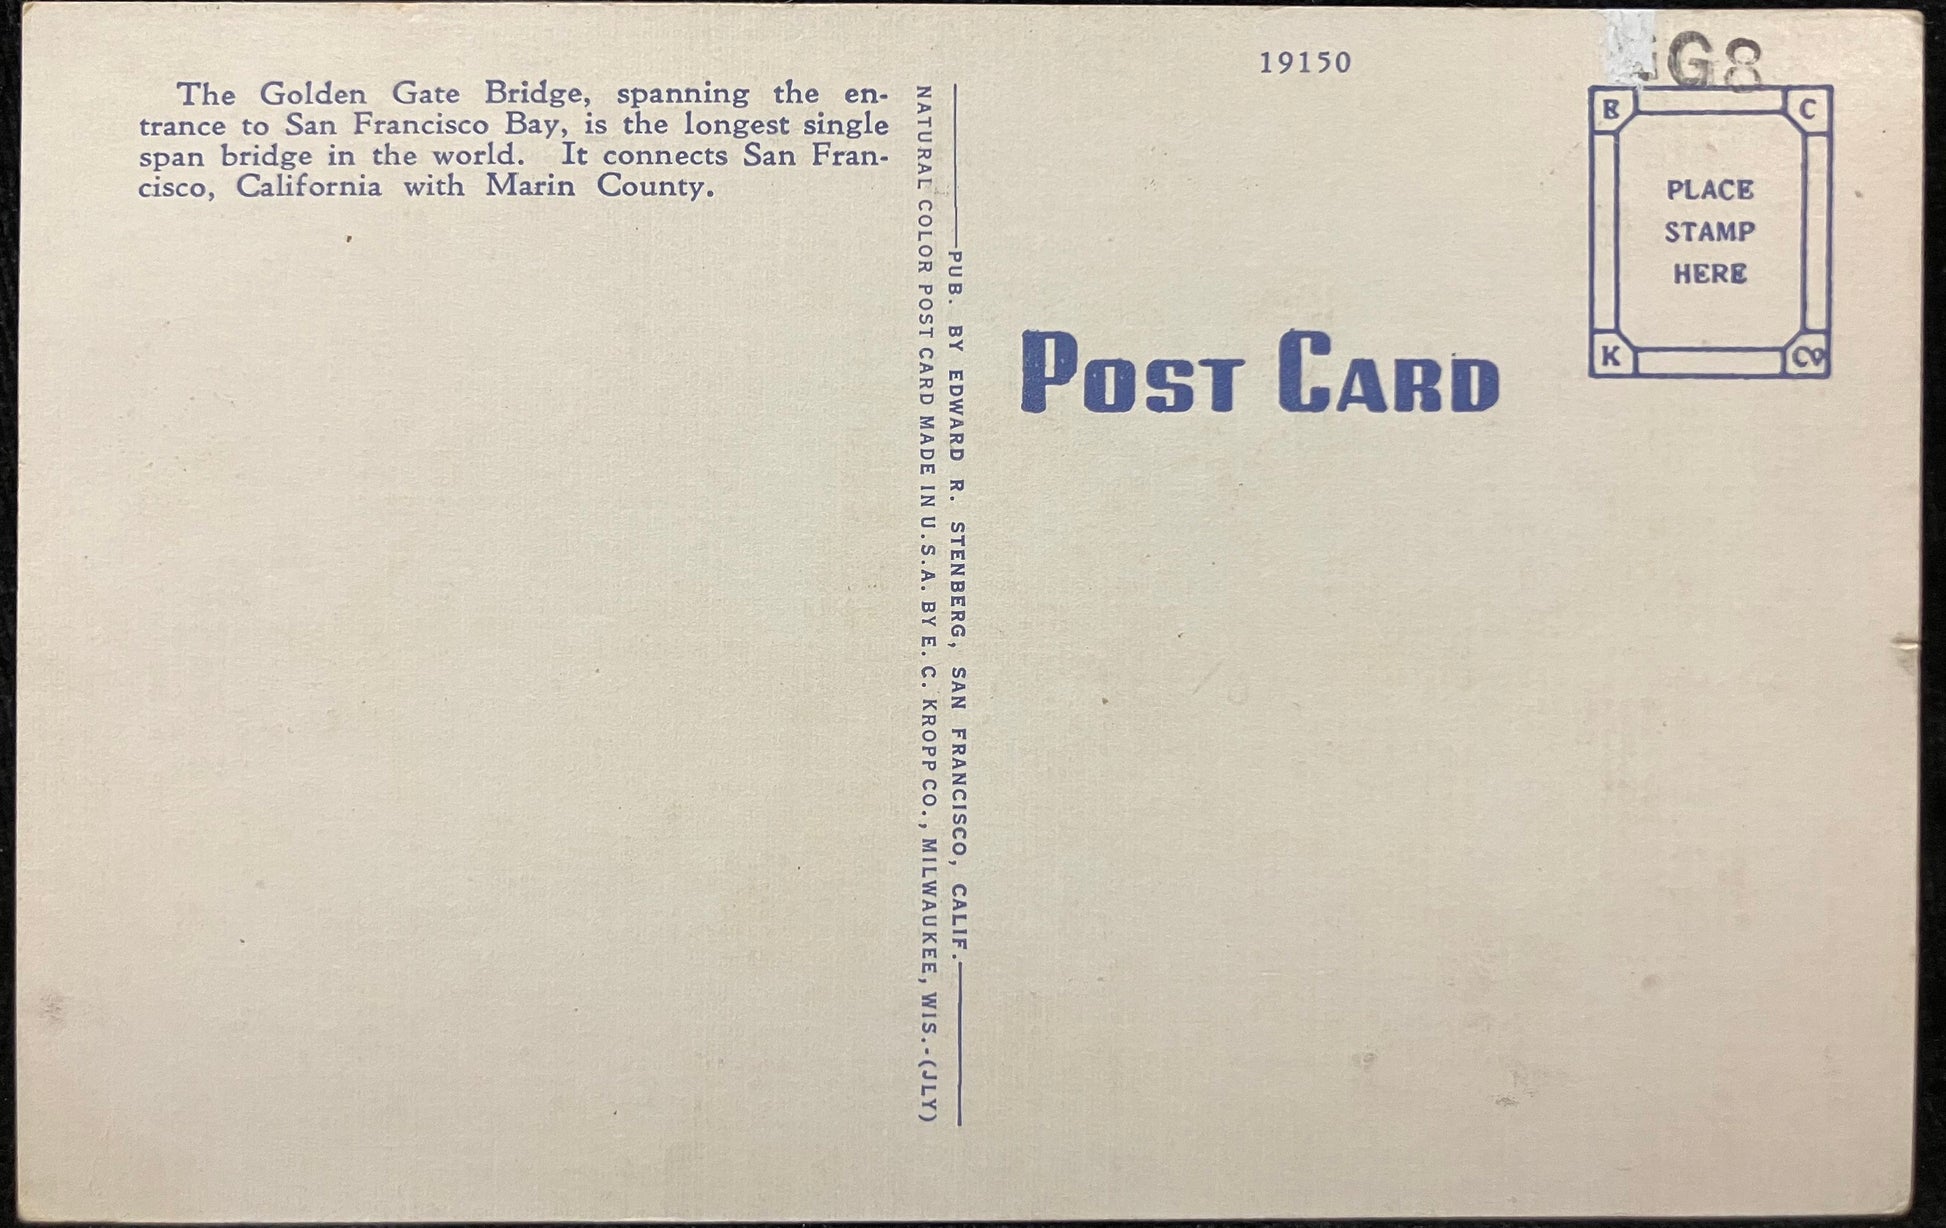 The Golden Gate Bridge, spanning the en-
trance to San Francisco Bay, is the longest single
span bridge in the world. It connects San Fran-
cisco, California with Marin County.
NATURAL COLOR POST CARD MADE IN U.S.A. BY E. C. KROPP CO., MILWAUKEE, WIS.-(JLY)
PUB. BY EDWARD R. STENBERG, SAN FRANCISCO, CALIF.
19150
G8
E C
PLACE
STAMP
HERE
K CO
POST CARD